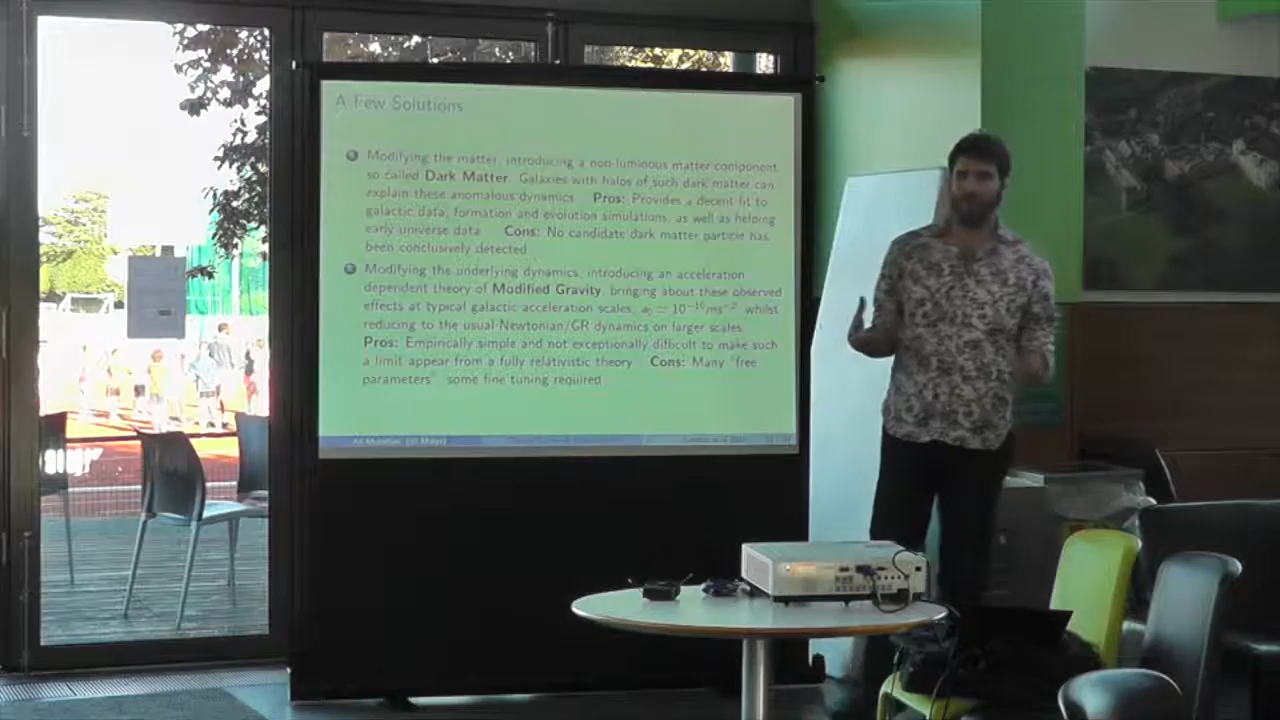 A Few Solutions
1 Modifying the matter, introducing a non-luminous matter component,
so called Dark Matter. Galaxies with halos of such dark matter can
explain these anomalous dynamics Pros: Provides a decent fit to
galactic data, formation and evolution simulations, as well as helping
early universe data Cons: No candidate dark matter particle has
been conclusively detected
2 Modifying the underlying dynamics, introducing an acceleration
dependent theory of Modified Gravity, bringing about these observed
effects at typical galactic acceleration scales, a₀ = 10⁻¹⁰ms⁻² whilst
reducing to the usual Newtonian/GR dynamics on larger scales
Pros: Empirically simple and not exceptionally difficult to make such
a limit appear from a fully relativistic theory Cons: Many "free
parameters" some fine tuning required